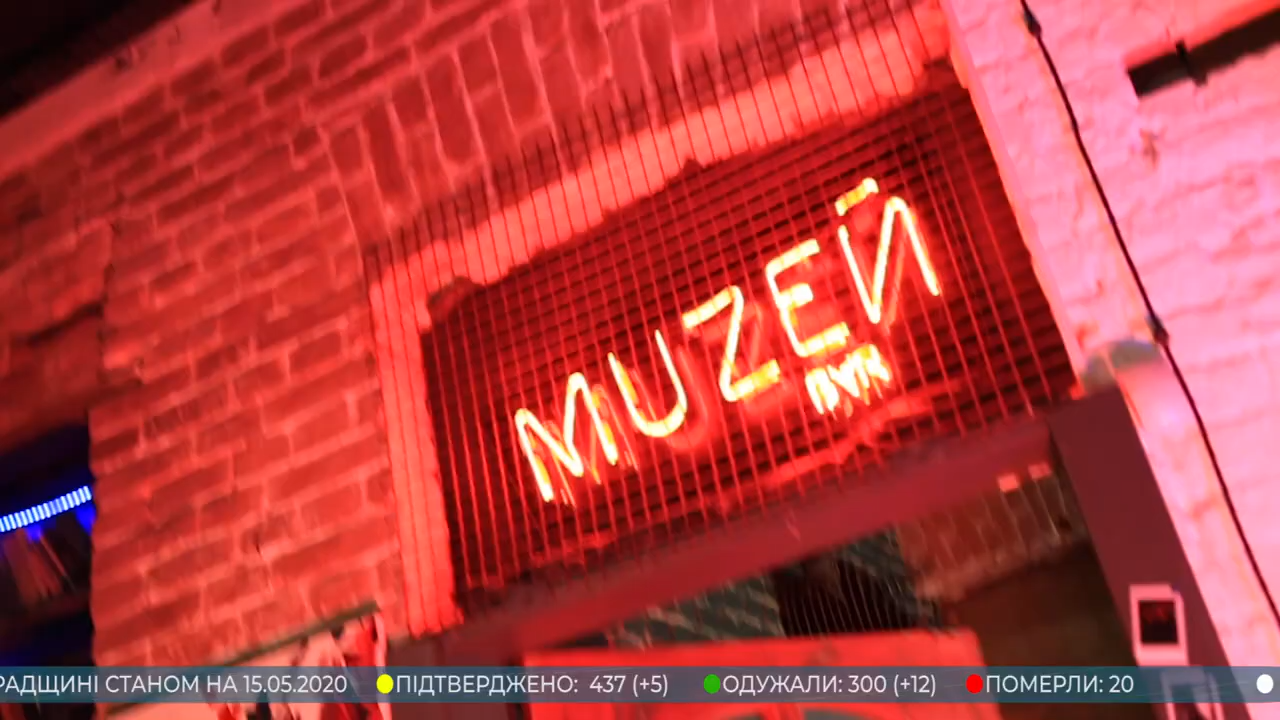 MUZEЙ
РАДЩИНІ СТАНОМ НА 15.05.2020 ПІДТВЕРДЖЕНО: 437 (+5) ОДУЖАЛИ: 300 (+12) ПОМЕРЛИ: 20